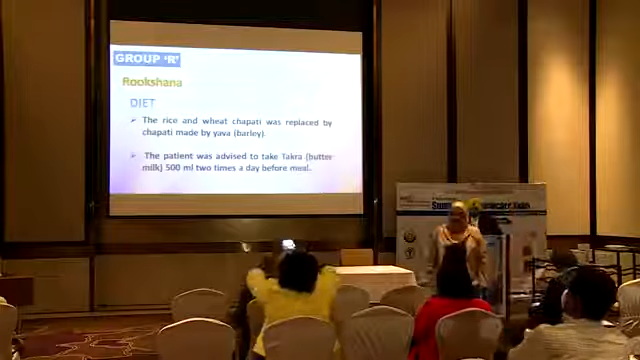 GROUP 'R'
Rookshana
DIET
➢ The rice and wheat chapati was replaced by
chapati made by yava (barley).
➢ The patient was advised to take Takra (butter
milk) 500 ml two times a day before meal.